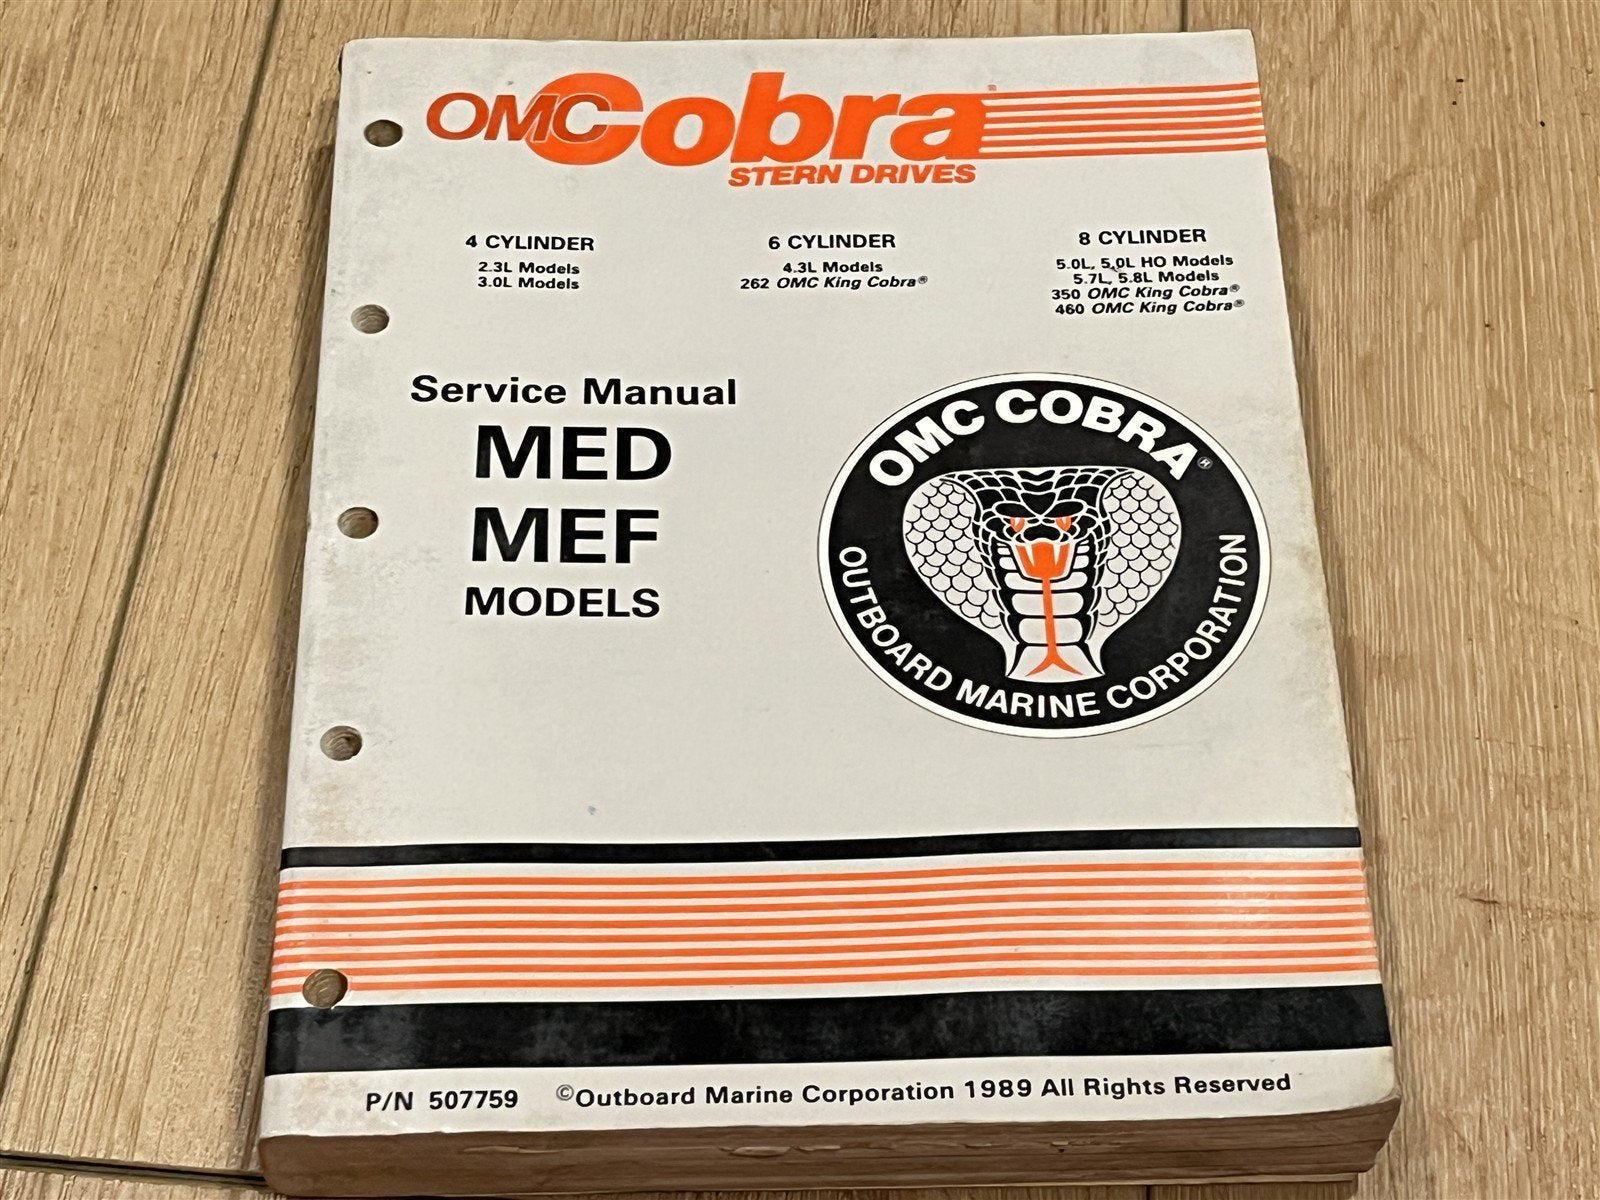 OMC Cobra®
STERN DRIVES
4 CYLINDER
2.3L Models
3.0L Models
6 CYLINDER
4.3L Models
262 OMC King Cobra®
8 CYLINDER
5.0L, 5.0L HO Models
5.7L, 5.8L Models
350 OMC King Cobra®
460 OMC King Cobra®
Service Manual
MED
MEF
MODELS
OMC COBRA®
OUTBOARD MARINE CORPORATION
P/N 507759 ©Outboard Marine Corporation 1989 All Rights Reserved